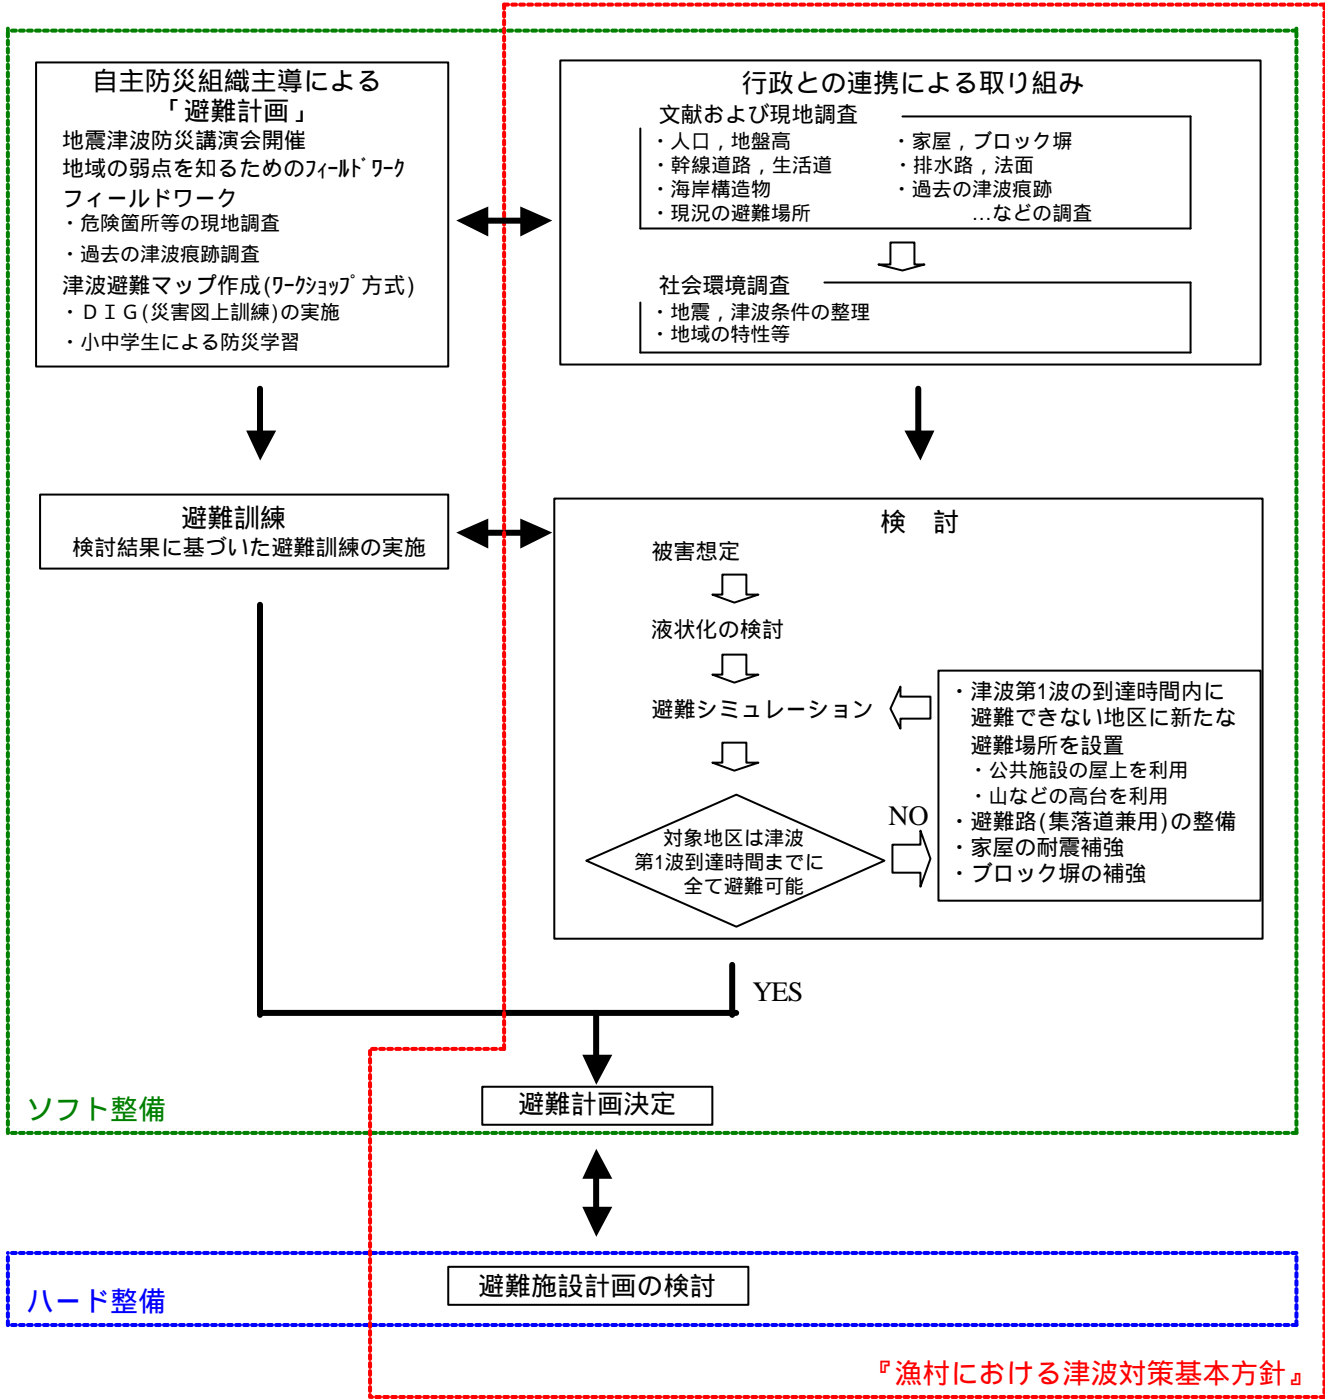 自主防災組織主導による
「避難計画」
地震津波防災講演会開催
地域の弱点を知るためのﾌｨｰﾙﾄﾞﾜｰｸ
フィールドワーク
・危険箇所等の現地調査
・過去の津波痕跡調査
津波避難マップ作成(ﾜｰｸｼｮｯﾌﾟ方式)
・ＤＩＧ(災害図上訓練)の実施
・小中学生による防災学習
行政との連携による取り組み
文献および現地調査
・人口，地盤高
・幹線道路，生活道
・海岸構造物
・現況の避難場所
・家屋，ブロック塀
・排水路，法面
・過去の津波痕跡
…などの調査
社会環境調査
・地震，津波条件の整理
・地域の特性等
避難訓練
検討結果に基づいた避難訓練の実施
検　討
被害想定
液状化の検討
避難シミュレーション
対象地区は津波
第1波到達時間までに
全て避難可能
NO
・津波第1波の到達時間内に
避難できない地区に新たな
避難場所を設置
・公共施設の屋上を利用
・山などの高台を利用
・避難路(集落道兼用)の整備
・家屋の耐震補強
・ブロック塀の補強
YES
避難計画決定
ソフト整備
避難施設計画の検討
ハード整備
『漁村における津波対策基本方針』